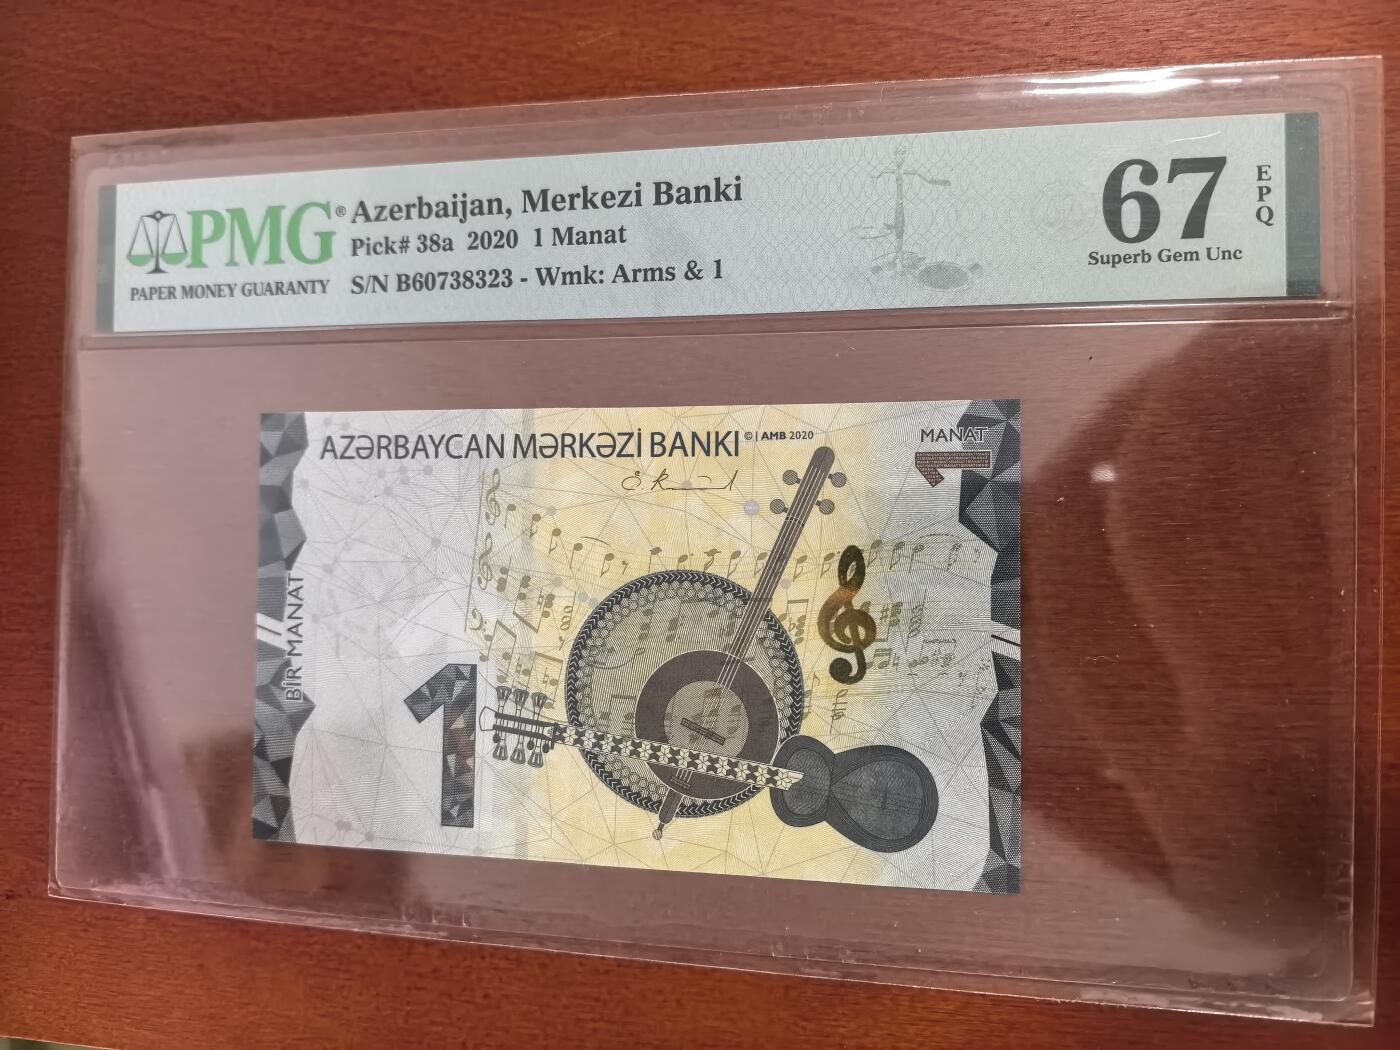 PMG®
PAPER MONEY GUARANTY
Azerbaijan, Merkezi Banki
Pick# 38a 2020 1 Manat
S/N B60738323 - Wmk: Arms & 1
67
EPQ
Superb Gem Unc
AZƏRBAYCAN MƏRKƏZİ BANKI
© | AMB 2020
MANAT
1
BİR MANAT
1